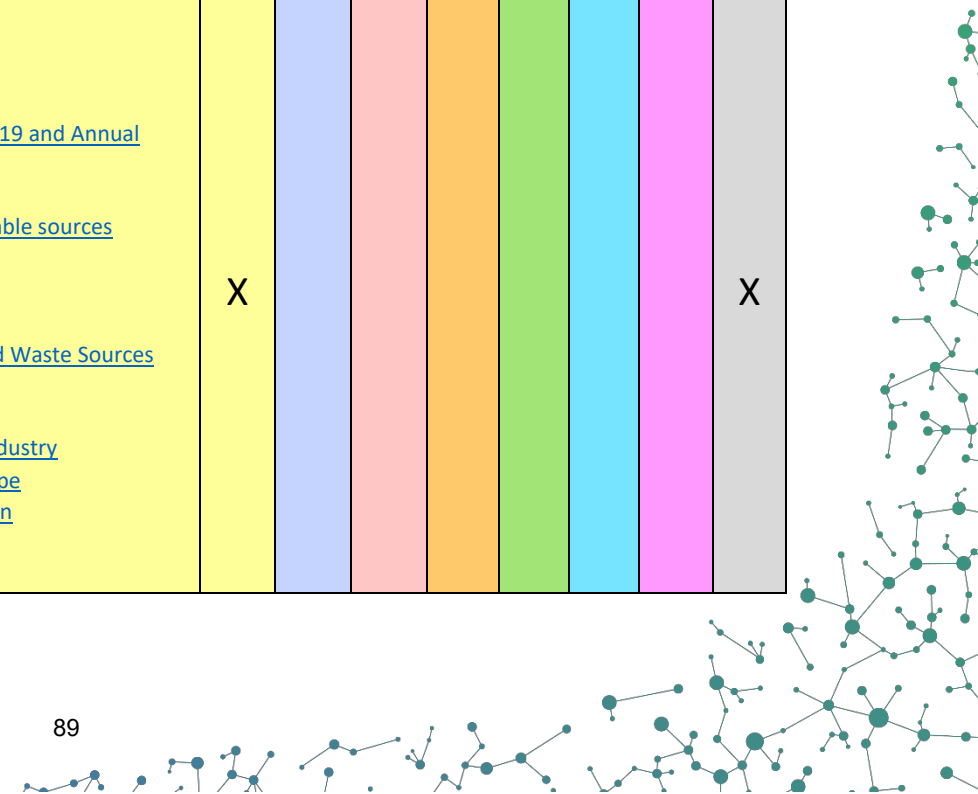 19 and Annual
ble sources
X X
Waste Sources
dustry
pe
n
89